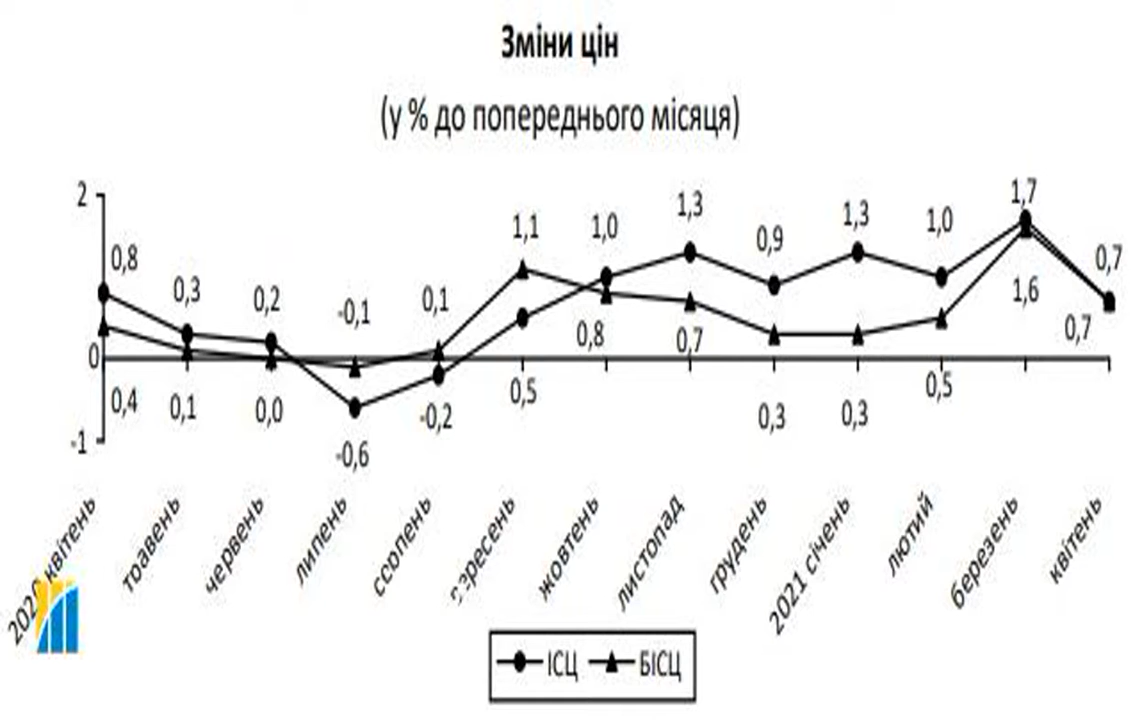 Зміни цін
(у % до попереднього місяця)
2
0
-1
0,8
0,3
0,2
-0,1
0,1
1,1
1,0
1,3
0,9
1,3
1,0
1,7
0,7
0,4
0,1
0,0
-0,6
-0,2
0,5
0,8
0,7
0,3
0,3
0,5
1,6
0,7
квітень
травень
червень
липень
жовтень
листопад
грудень
2021 січень
лютий
березень
квітень
ІСЦ
БІСЦ